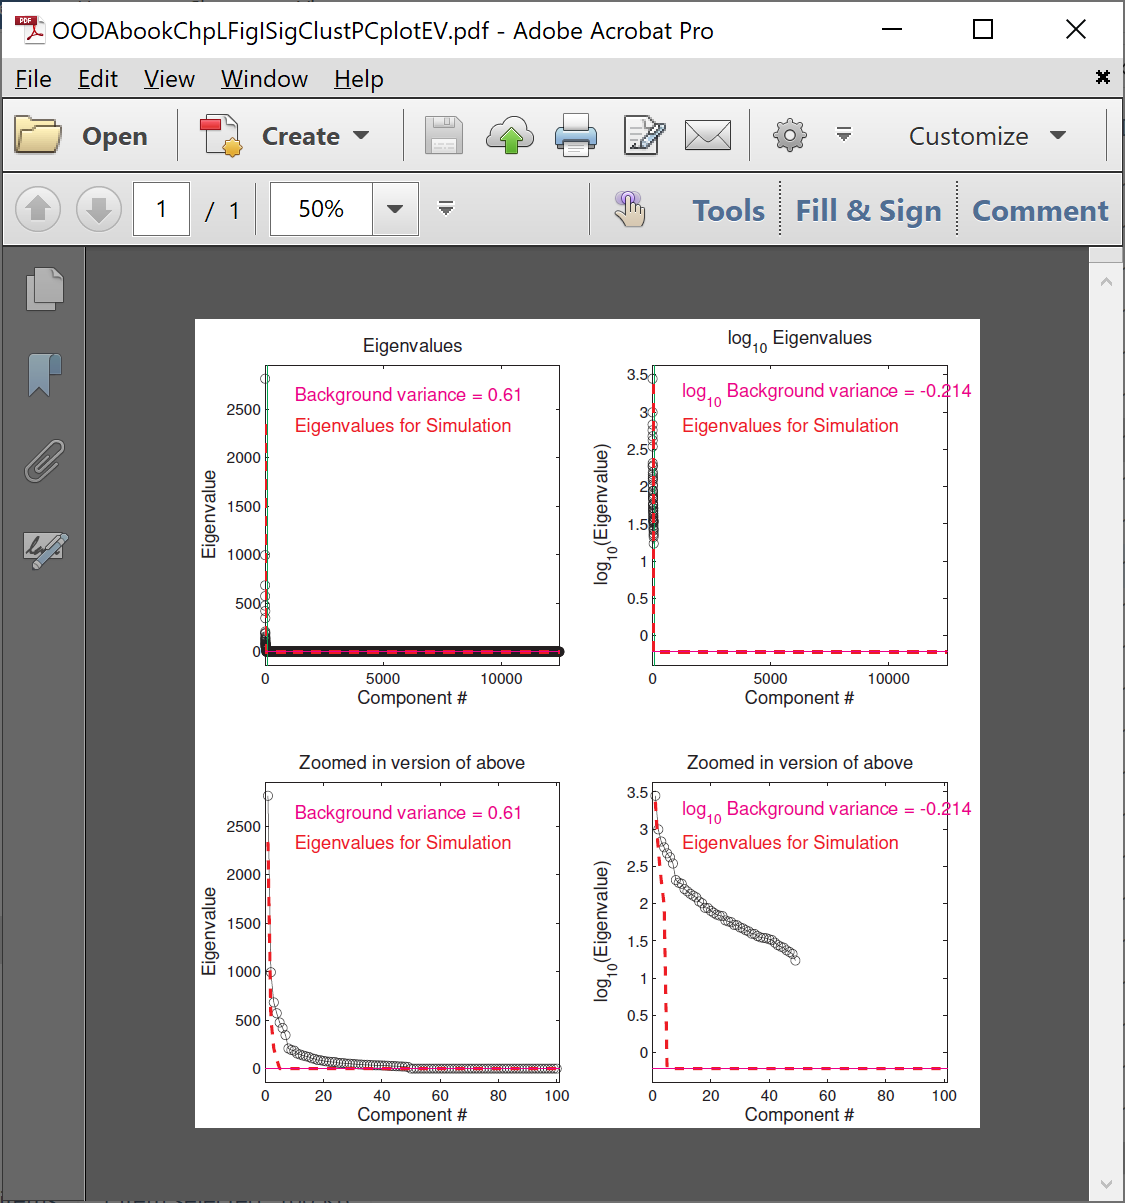 OODAbookChpLFigISigClustPCplotEV.pdf - Adobe Acrobat Pro
File Edit View Window Help
Open Create Customize
1 / 1 50% Tools Fill & Sign Comment
Eigenvalues
Background variance = 0.61
Eigenvalues for Simulation
Eigenvalue
2500
2000
1500
1000
500
0
0 5000 10000
Component #
log10 Eigenvalues
log10 Background variance = -0.214
Eigenvalues for Simulation
log10(Eigenvalue)
3.5
3
2.5
2
1.5
1
0.5
0
0 5000 10000
Component #
Zoomed in version of above
Background variance = 0.61
Eigenvalues for Simulation
Eigenvalue
2500
2000
1500
1000
500
0
0 20 40 60 80 100
Component #
Zoomed in version of above
log10 Background variance = -0.214
Eigenvalues for Simulation
log10(Eigenvalue)
3.5
3
2.5
2
1.5
1
0.5
0
0 20 40 60 80 100
Component #